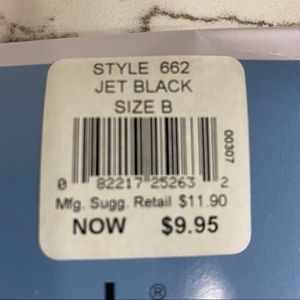 STYLE 662
JET BLACK
SIZE B
00307
0 82217 25263 2
Mfg. Sugg. Retail $11.90
NOW $9.95
®